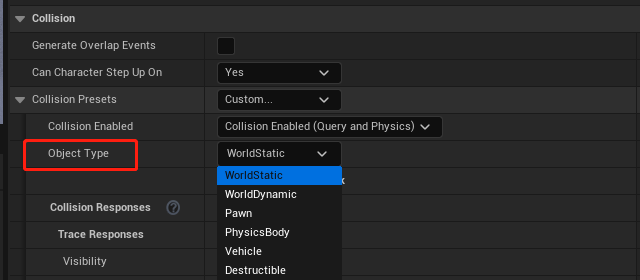 Collision
Generate Overlap Events
Can Character Step Up On Yes
Collision Presets Custom...
Collision Enabled Collision Enabled (Query and Physics)
Object Type WorldStatic
WorldStatic
WorldDynamic
Collision Responses ? Pawn
Trace Responses PhysicsBody
Visibility Vehicle
Destructible